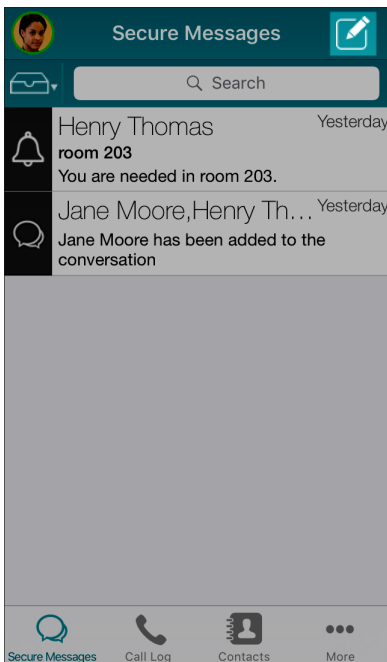 Secure Messages
Search
Henry Thomas
Yesterday
room 203
You are needed in room 203.
Jane Moore,Henry Th...
Yesterday
Jane Moore has been added to the
conversation
Secure Messages
Call Log
Contacts
More